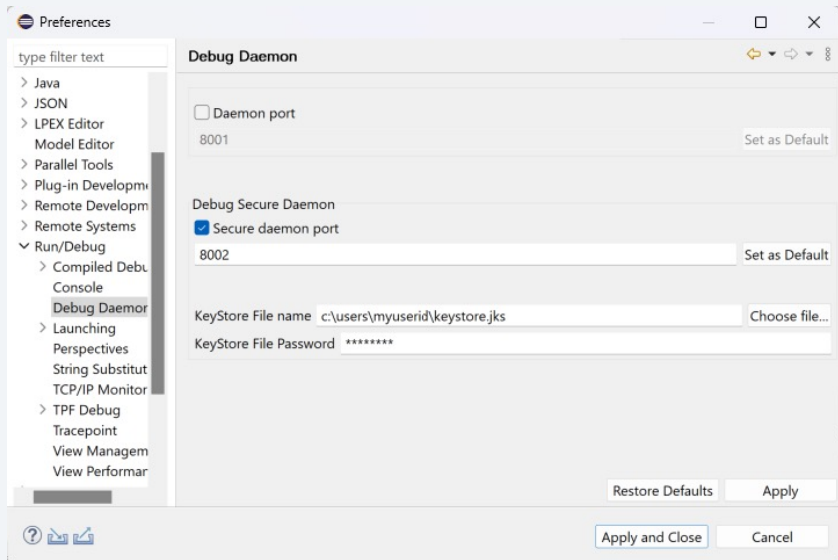 Preferences
type filter text
Java
JSON
LPEX Editor
Model Editor
Parallel Tools
Plug-in Developm
Remote Developm
Remote Systems
Run/Debug
Compiled Debu
Console
Debug Daemon
Launching
Perspectives
String Substitut
TCP/IP Monitor
TPF Debug
Tracepoint
View Managem
View Performar
Debug Daemon
Daemon port
8001 Set as Default
Debug Secure Daemon
Secure daemon port
8002 Set as Default
KeyStore File name c:\users\myuserid\keystore.jks Choose file...
KeyStore File Password ********
Restore Defaults Apply
? Apply and Close Cancel